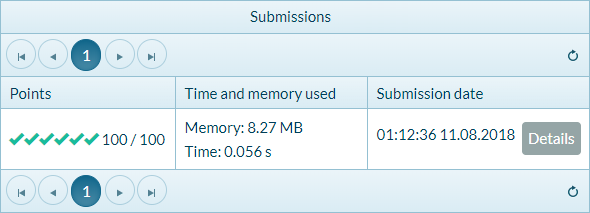 Submissions
1
Points Time and memory used Submission date
100 / 100 Memory: 8.27 MB 01:12:36 11.08.2018 Details
Time: 0.056 s
1